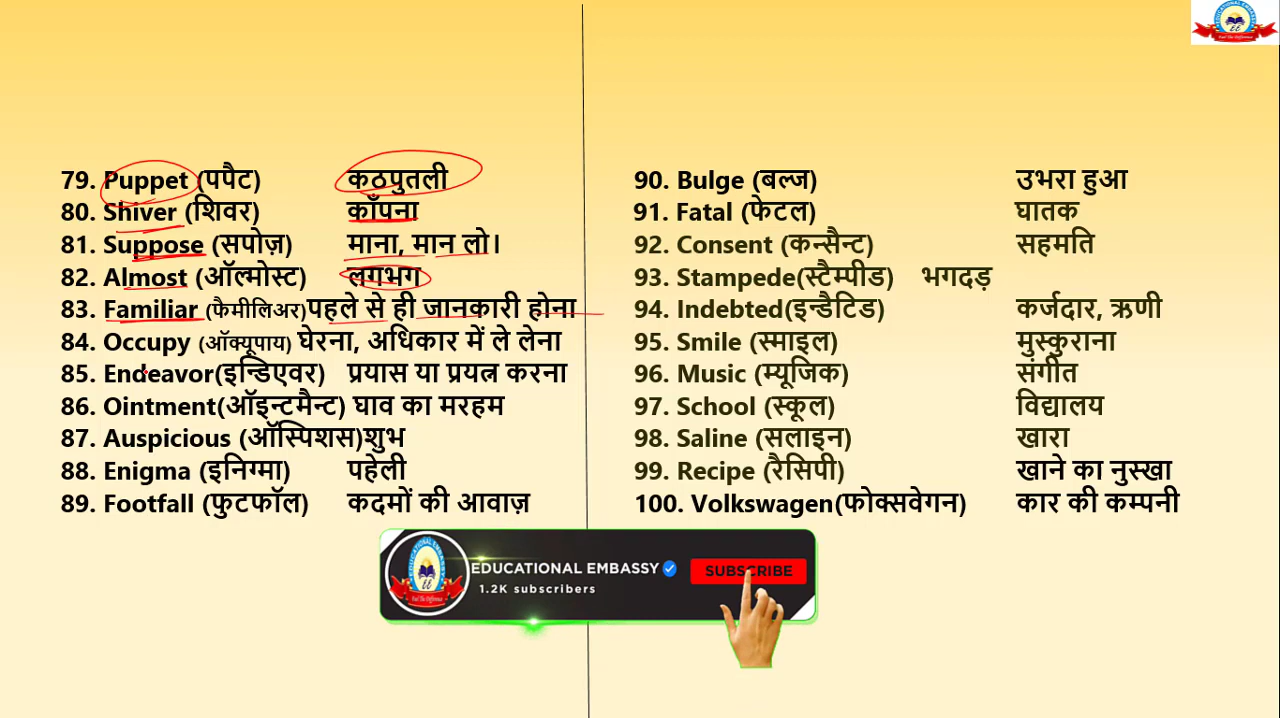 79. Puppet (पपैट) कठपुतली
80. Shiver (शिवर) काँपना
81. Suppose (सपोज़) माना, मान लो।
82. Almost (ऑल्मोस्ट) लगभग
83. Familiar (फैमीलिअर)पहले से ही जानकारी होना
84. Occupy (ऑक्यूपाय) घेरना, अधिकार में ले लेना
85. Endeavor(इन्डिएवर) प्रयास या प्रयत्न करना
86. Ointment(ऑइन्टमैन्ट) घाव का मरहम
87. Auspicious (ऑस्पिशस)शुभ
88. Enigma (इनिग्मा) पहेली
89. Footfall (फुटफॉल) कदमों की आवाज़
90. Bulge (बल्ज) उभरा हुआ
91. Fatal (फेटल) घातक
92. Consent (कन्सैन्ट) सहमति
93. Stampede(स्टैम्पीड) भगदड़
94. Indebted(इन्डैटिड) कर्जदार, ऋणी
95. Smile (स्माइल) मुस्कुराना
96. Music (म्यूजिक) संगीत
97. School (स्कूल) विद्यालय
98. Saline (सलाइन) खारा
99. Recipe (रैसिपी) खाने का नुस्खा
100. Volkswagen(फोक्सवेगन) कार की कम्पनी
EDUCATIONAL EMBASSY
1.2K subscribers
SUBSCRIBE